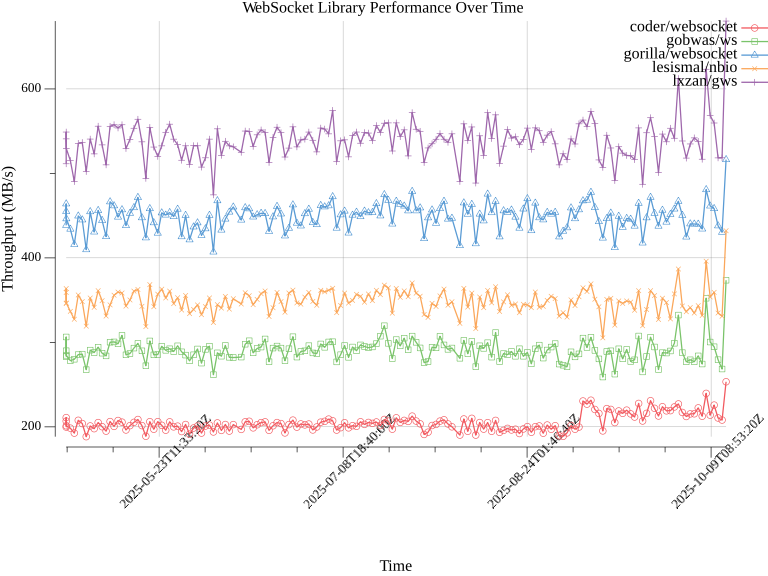 WebSocket Library Performance Over Time
coder/websocket
gobwas/ws
gorilla/websocket
lesismal/nbio
lxzan/gws
Throughput (MB/s)
600
400
200
2025-05-23T11:33:20Z
2025-07-08T18:40:00Z
2025-08-24T01:46:40Z
2025-10-09T08:53:20Z
Time